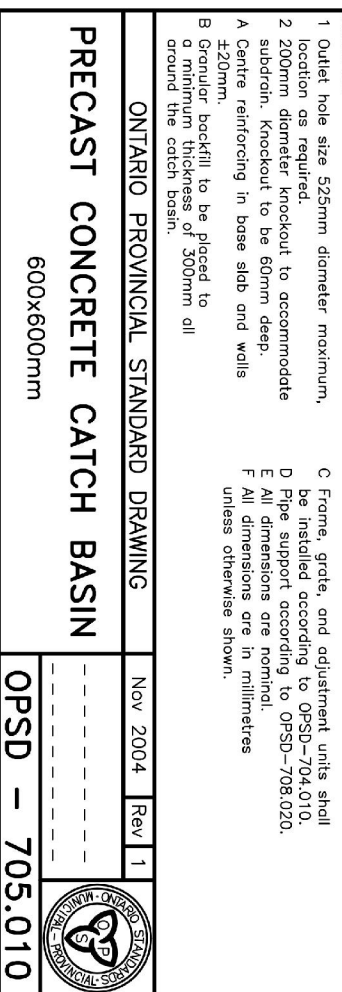 1 Outlet hole size 525mm diameter maximum,
location as required.
2 200mm diameter knockout to accommodate
subdrain. Knockout to be 60mm deep.
A Centre reinforcing in base slab and walls
±20mm.
B Granular backfill to be placed to
a minimum thickness of 300mm all
around the catch basin.
C Frame, grate, and adjustment units shall
be installed according to OPSD-704.010.
D Pipe support according to OPSD-708.020.
E All dimensions are nominal.
F All dimensions are in millimetres
unless otherwise shown.
ONTARIO PROVINCIAL STANDARD DRAWING
Nov 2004
Rev
1
PRECAST CONCRETE CATCH BASIN
600x600mm
OPSD - 705.010
ONTARIO STANDARDS
MUNICIPAL-PROVINCIAL
O P
S